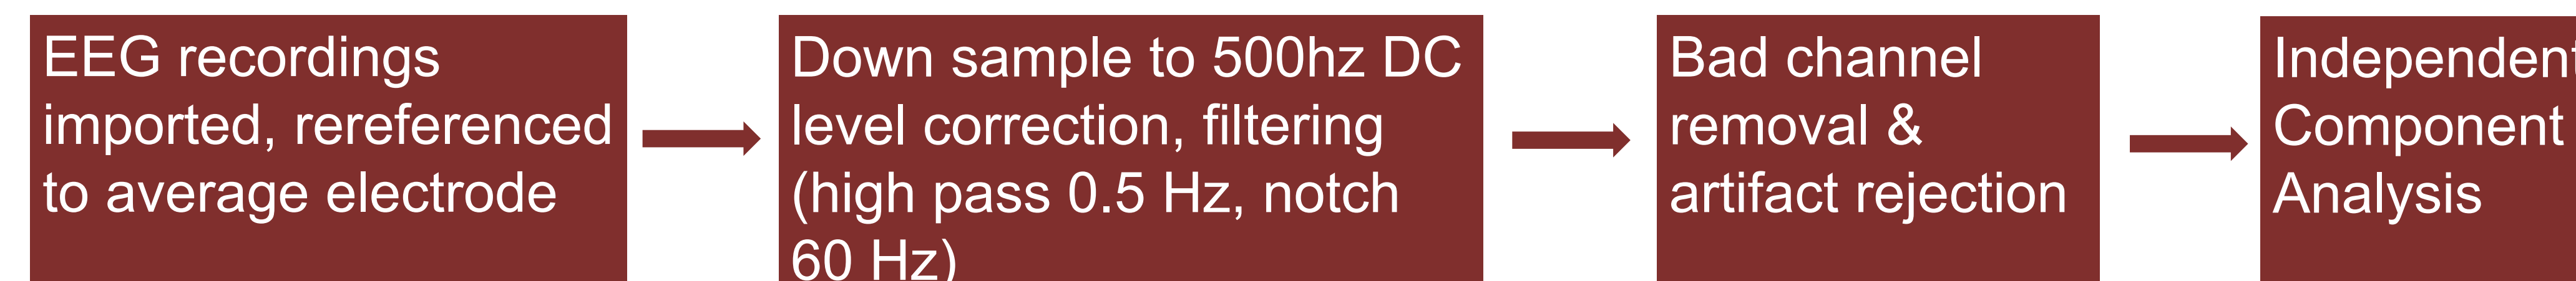 EEG recordings
imported, rereferenced
to average electrode
Down sample to 500hz DC
level correction, filtering
(high pass 0.5 Hz, notch
60 Hz)
Bad channel
removal &
artifact rejection
Independent
Component
Analysis